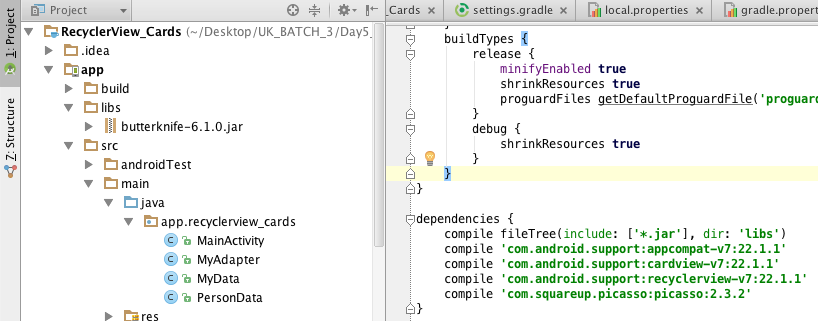 Project
_Cards
settings.gradle
local.properties
gradle.propert
1: Project
Z: Structure
RecyclerView_Cards (~/Desktop/UK_BATCH_3/Day5_
.idea
app
build
libs
butterknife-6.1.0.jar
src
androidTest
main
java
app.recyclerview_cards
MainActivity
MyAdapter
MyData
PersonData
res
}
buildTypes {
release {
minifyEnabled true
shrinkResources true
proguardFiles getDefaultProguardFile('proguard
}
debug {
shrinkResources true
}
}
}
dependencies {
compile fileTree(include: ['*.jar'], dir: 'libs')
compile 'com.android.support:appcompat-v7:22.1.1'
compile 'com.android.support:cardview-v7:22.1.1'
compile 'com.android.support:recyclerview-v7:22.1.1'
compile 'com.squareup.picasso:picasso:2.3.2'
}